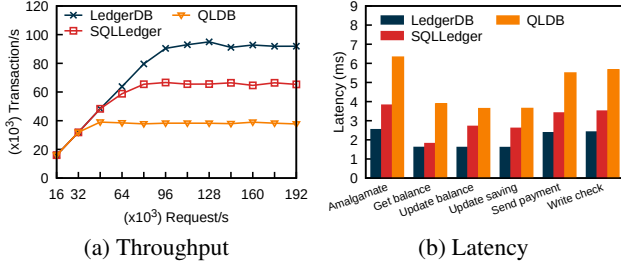 LedgerDB QLDB
SQLLedger
(x10³) Transaction/s
120
100
80
60
40
20
0
16 32 64 96 128 160 192
(x10³) Request/s
(a) Throughput
LedgerDB QLDB
SQLLedger
Latency (ms)
9
8
7
6
5
4
3
2
1
0
Amalgamate
Get balance
Update balance
Update saving
Send payment
Write check
(b) Latency